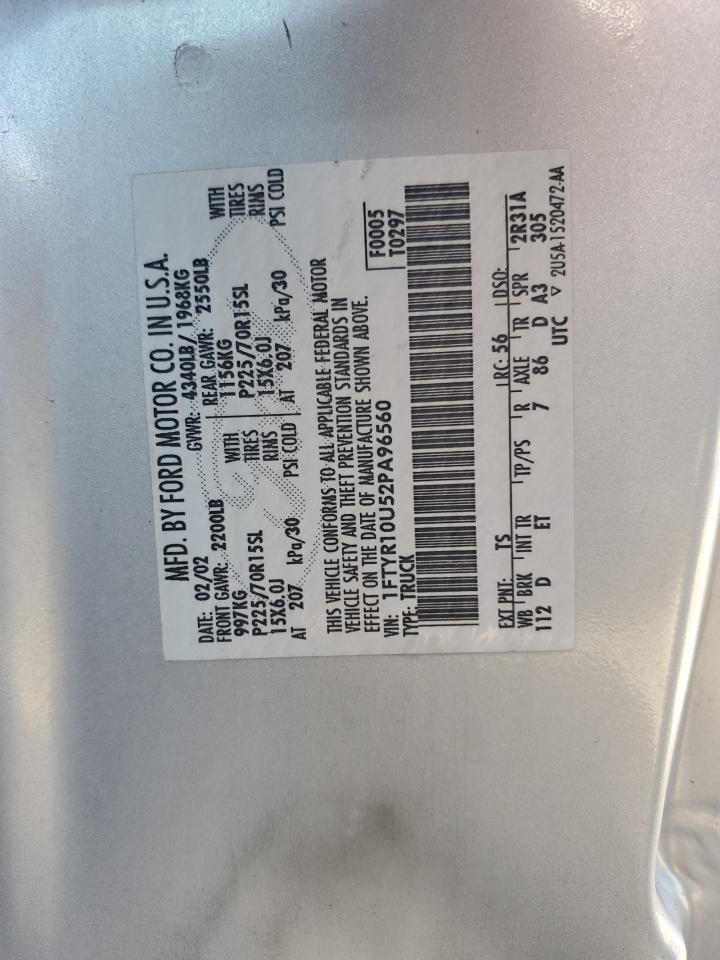 MFD. BY FORD MOTOR CO. IN U.S.A.
DATE: 02/02 GVWR: 4340LB/ 1968KG
FRONT GAWR: 2200LB REAR GAWR: 2550LB
997KG WITH 1156KG WITH
P225/70R15SL TIRES P225/70R15SL TIRES
15X6.0J RIMS 15X6.0J RIMS
AT 207 kPa/30 PSI COLD AT 207 kPa/30 PSI COLD
THIS VEHICLE CONFORMS TO ALL APPLICABLE FEDERAL MOTOR
VEHICLE SAFETY AND THEFT PREVENTION STANDARDS IN
EFFECT ON THE DATE OF MANUFACTURE SHOWN ABOVE.
VIN: 1FTYR10U52PA96560 F0005
TYPE: TRUCK T0297
EXT PNT: TS RC: 56 DSO:
WB BRK INT TR TP/PS R AXLE TR SPR 2R31A
112 D ET 7 86 D A3 305
UTC ▽ 2U5A-1520472-AA